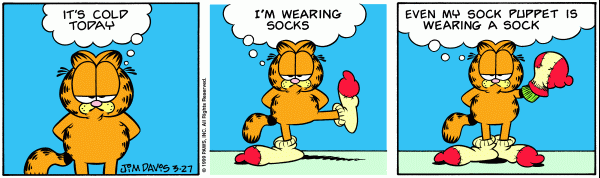 IT'S COLD
TODAY
JIM DAVIS 3-27
© 1999 PAWS, INC. All Rights Reserved.
I'M WEARING
SOCKS
EVEN MY SOCK PUPPET IS
WEARING A SOCK